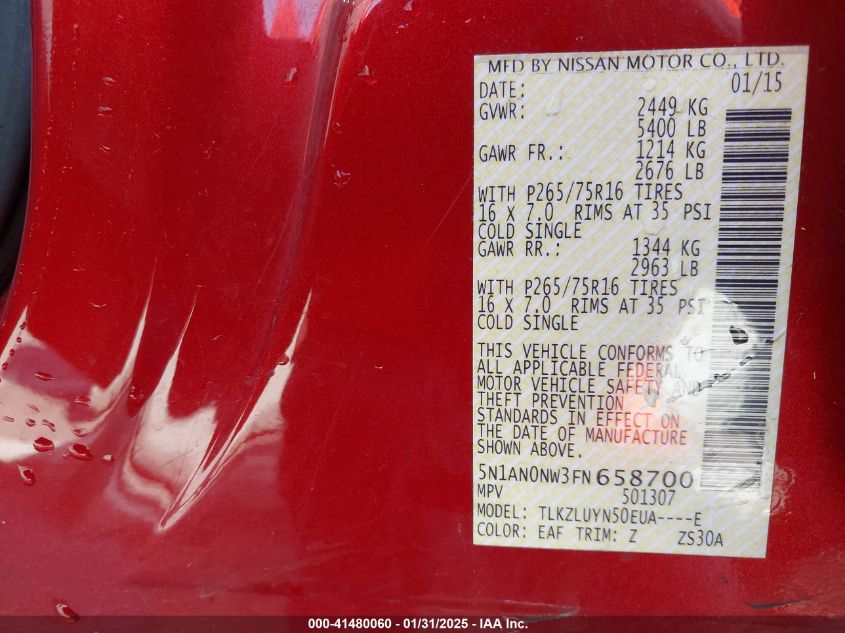 MFD BY NISSAN MOTOR CO., LTD.
DATE: 01/15
GVWR: 2449 KG
5400 LB
GAWR FR.: 1214 KG
2676 LB
WITH P265/75R16 TIRES
16 X 7.0 RIMS AT 35 PSI
COLD SINGLE
GAWR RR.: 1344 KG
2963 LB
WITH P265/75R16 TIRES
16 X 7.0 RIMS AT 35 PSI
COLD SINGLE
THIS VEHICLE CONFORMS TO
ALL APPLICABLE FEDERAL
MOTOR VEHICLE SAFETY AND
THEFT PREVENTION
STANDARDS IN EFFECT ON
THE DATE OF MANUFACTURE
SHOWN ABOVE.
5N1AN0NW3FN658700
MPV 501307
MODEL: TLKZLUYN50EUA----E
COLOR: EAF TRIM: Z ZS30A
000-41480060 - 01/31/2025 - IAA Inc.